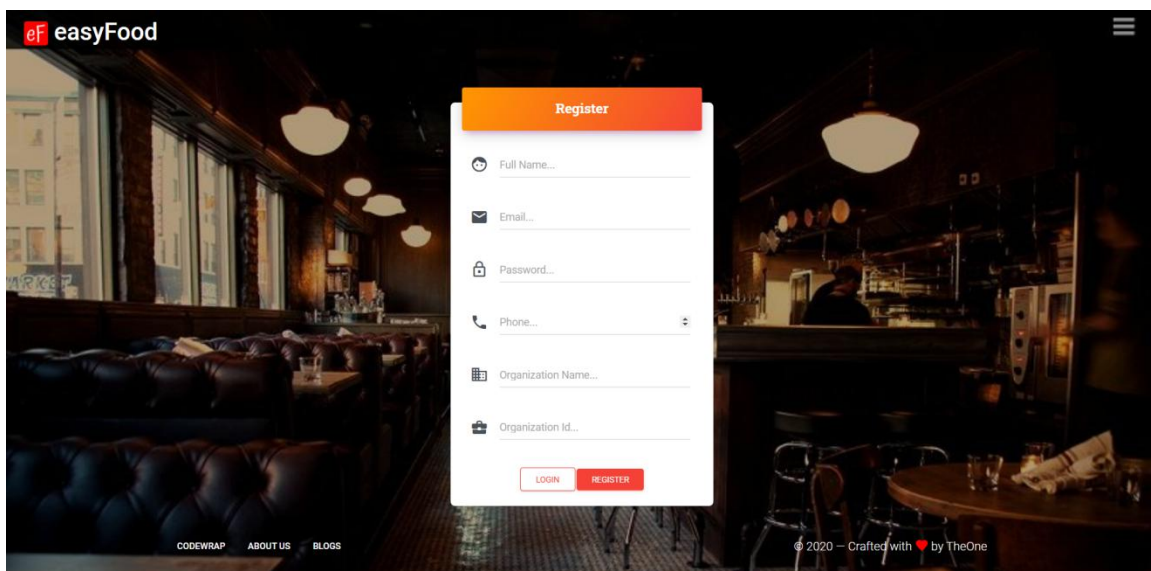 eF easyFood
Register
Full Name...
Email...
Password...
Phone...
Organization Name...
Organization Id...
LOGIN REGISTER
CODEWRAP ABOUT US BLOGS
© 2020 — Crafted with ❤ by TheOne